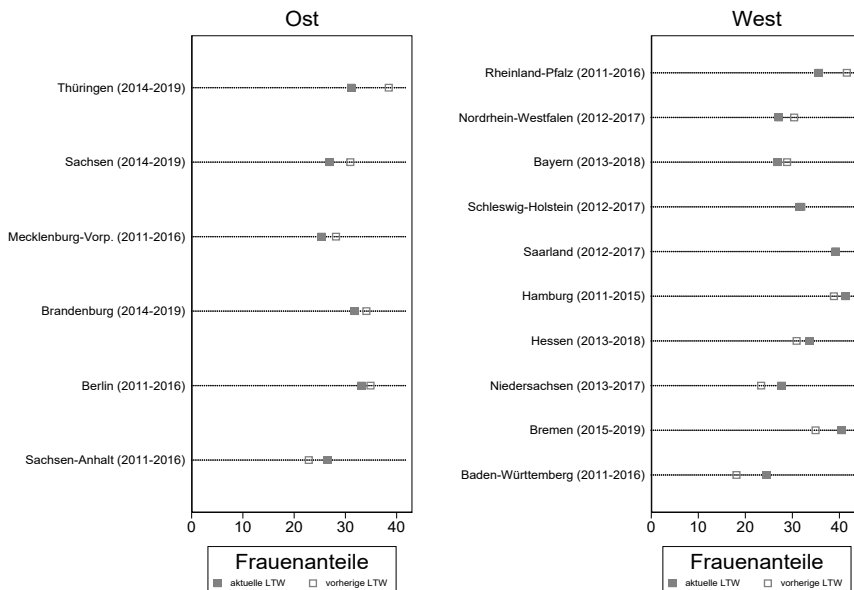 Ost
Thüringen (2014-2019)
Sachsen (2014-2019)
Mecklenburg-Vorp. (2011-2016)
Brandenburg (2014-2019)
Berlin (2011-2016)
Sachsen-Anhalt (2011-2016)
0 10 20 30 40
Frauenanteile
aktuelle LTW vorherige LTW
West
Rheinland-Pfalz (2011-2016)
Nordrhein-Westfalen (2012-2017)
Bayern (2013-2018)
Schleswig-Holstein (2012-2017)
Saarland (2012-2017)
Hamburg (2011-2015)
Hessen (2013-2018)
Niedersachsen (2013-2017)
Bremen (2015-2019)
Baden-Württemberg (2011-2016)
0 10 20 30 40
Frauenanteile
aktuelle LTW vorherige LTW